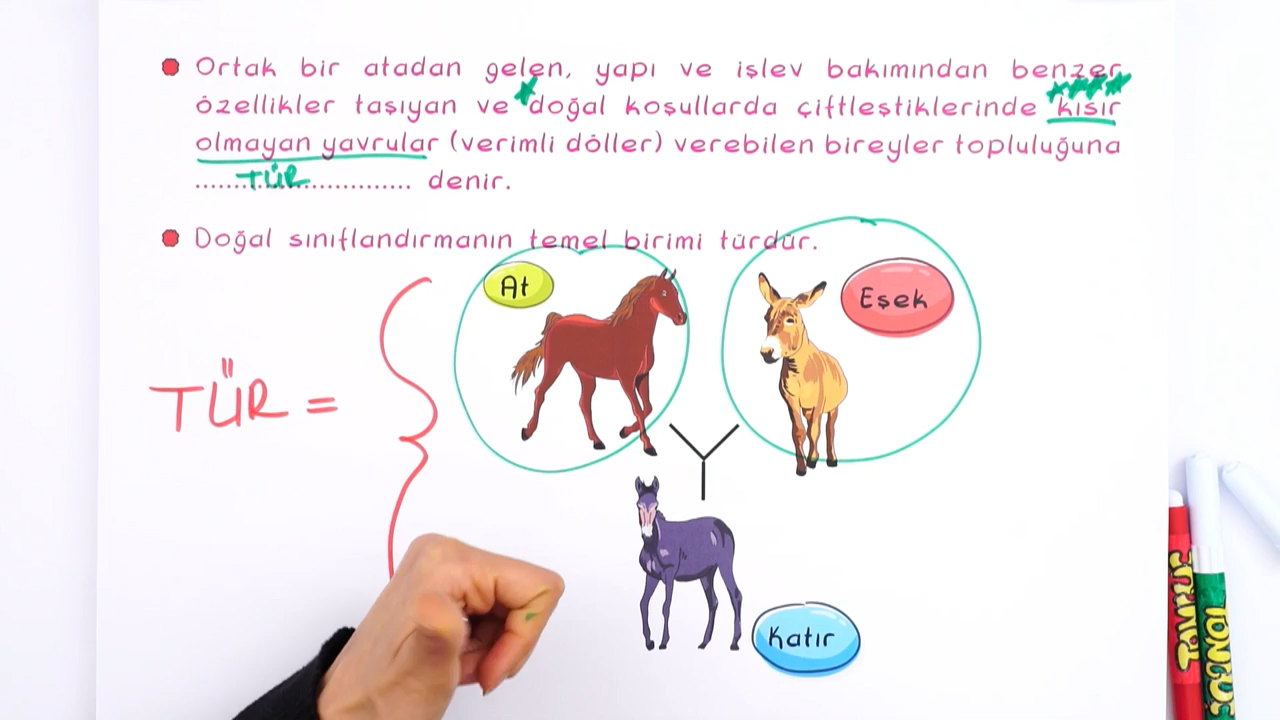 Ortak bir atadan gelen, yapı ve işlev bakımından benzer
özellikler taşıyan ve doğal koşullarda çiftleştiklerinde kısır
olmayan yavrular (verimli döller) verebilen bireyler topluluğuna
.........TÜR.................. denir.
Doğal sınıflandırmanın temel birimi türdür.
At
Eşek
TÜR =
Katır